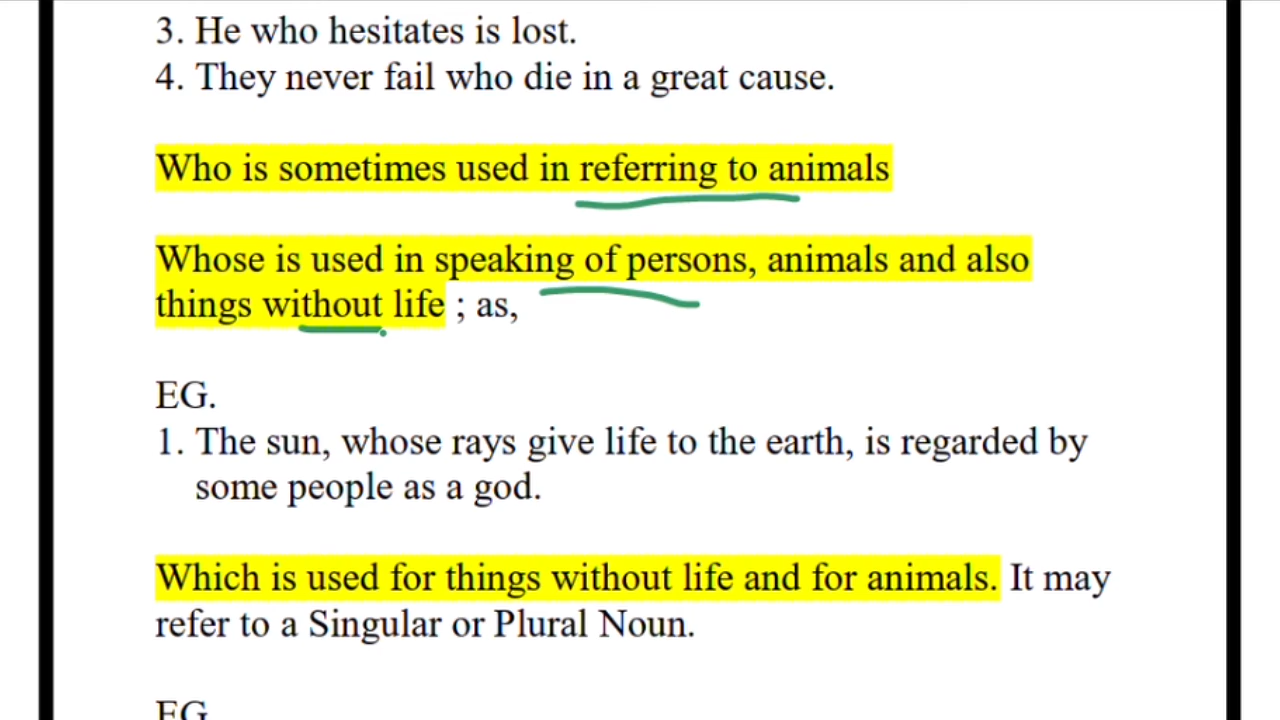 3. He who hesitates is lost.
4. They never fail who die in a great cause.
Who is sometimes used in referring to animals
Whose is used in speaking of persons, animals and also
things without life ; as,
EG.
1. The sun, whose rays give life to the earth, is regarded by
some people as a god.
Which is used for things without life and for animals. It may
refer to a Singular or Plural Noun.
EG